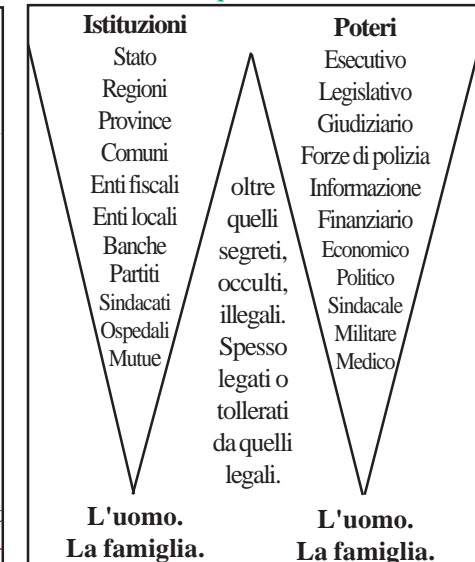 Istituzioni
Stato
Regioni
Province
Comuni
Enti fiscali
Enti locali
Banche
Partiti
Sindacati
Ospedali
Mutue
L'uomo.
La famiglia.
oltre
quelli
segreti,
occulti,
illegali.
Spesso
legati o
tollerati
da quelli
legali.
Poteri
Esecutivo
Legislativo
Giudiziario
Forze di polizia
Informazione
Finanziario
Economico
Politico
Sindacale
Militare
Medico
L'uomo.
La famiglia.